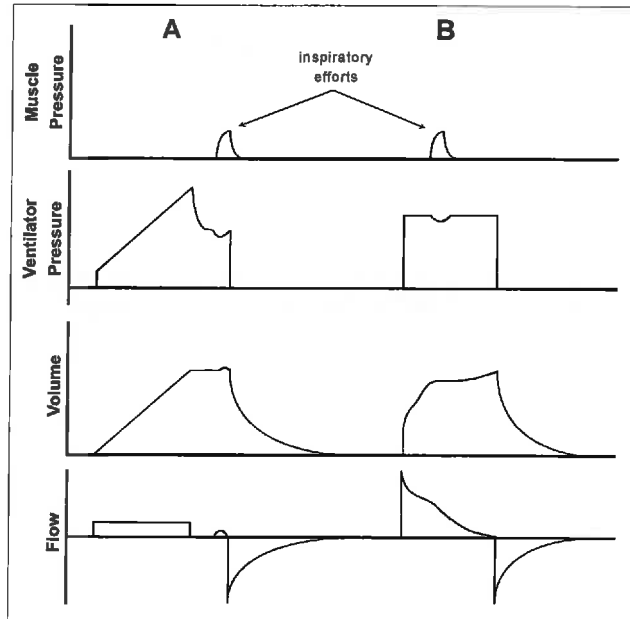 A
B
inspiratory
efforts
Muscle
Pressure
Ventilator
Pressure
Volume
Flow